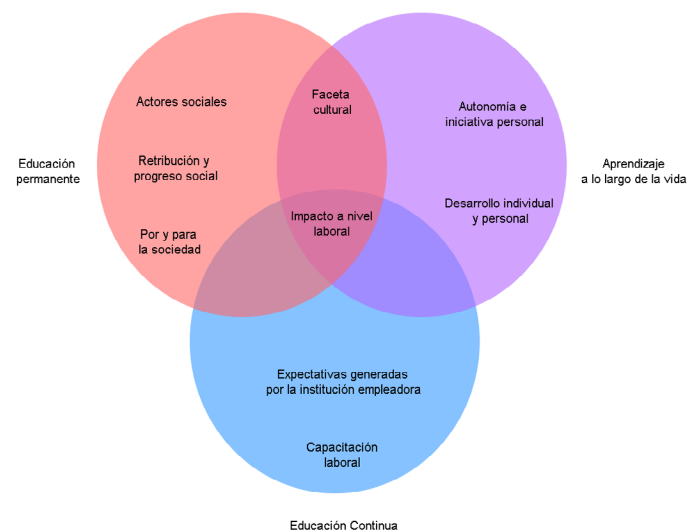 Faceta
cultural
Actores sociales
Autonomía e
iniciativa personal
Educación
permanente
Retribución y
progreso social
Aprendizaje
a lo largo de la vida
Impacto a nivel
laboral
Desarrollo individual
y personal
Por y para
la sociedad
Expectativas generadas
por la institución empleadora
Capacitación
laboral
Educación Continua